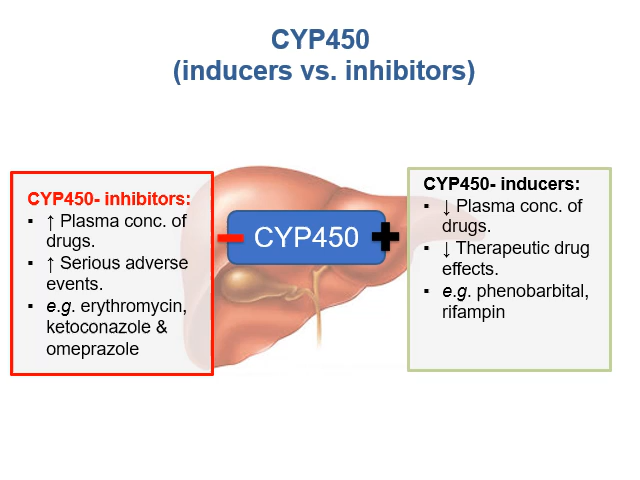 CYP450
(inducers vs. inhibitors)
CYP450- inhibitors:
▪ ↑ Plasma conc. of
drugs.
▪ ↑ Serious adverse
events.
▪ e.g. erythromycin,
ketoconazole &
omeprazole
CYP450
CYP450- inducers:
▪ ↓ Plasma conc. of
drugs.
▪ ↓ Therapeutic drug
effects.
▪ e.g. phenobarbital,
rifampin